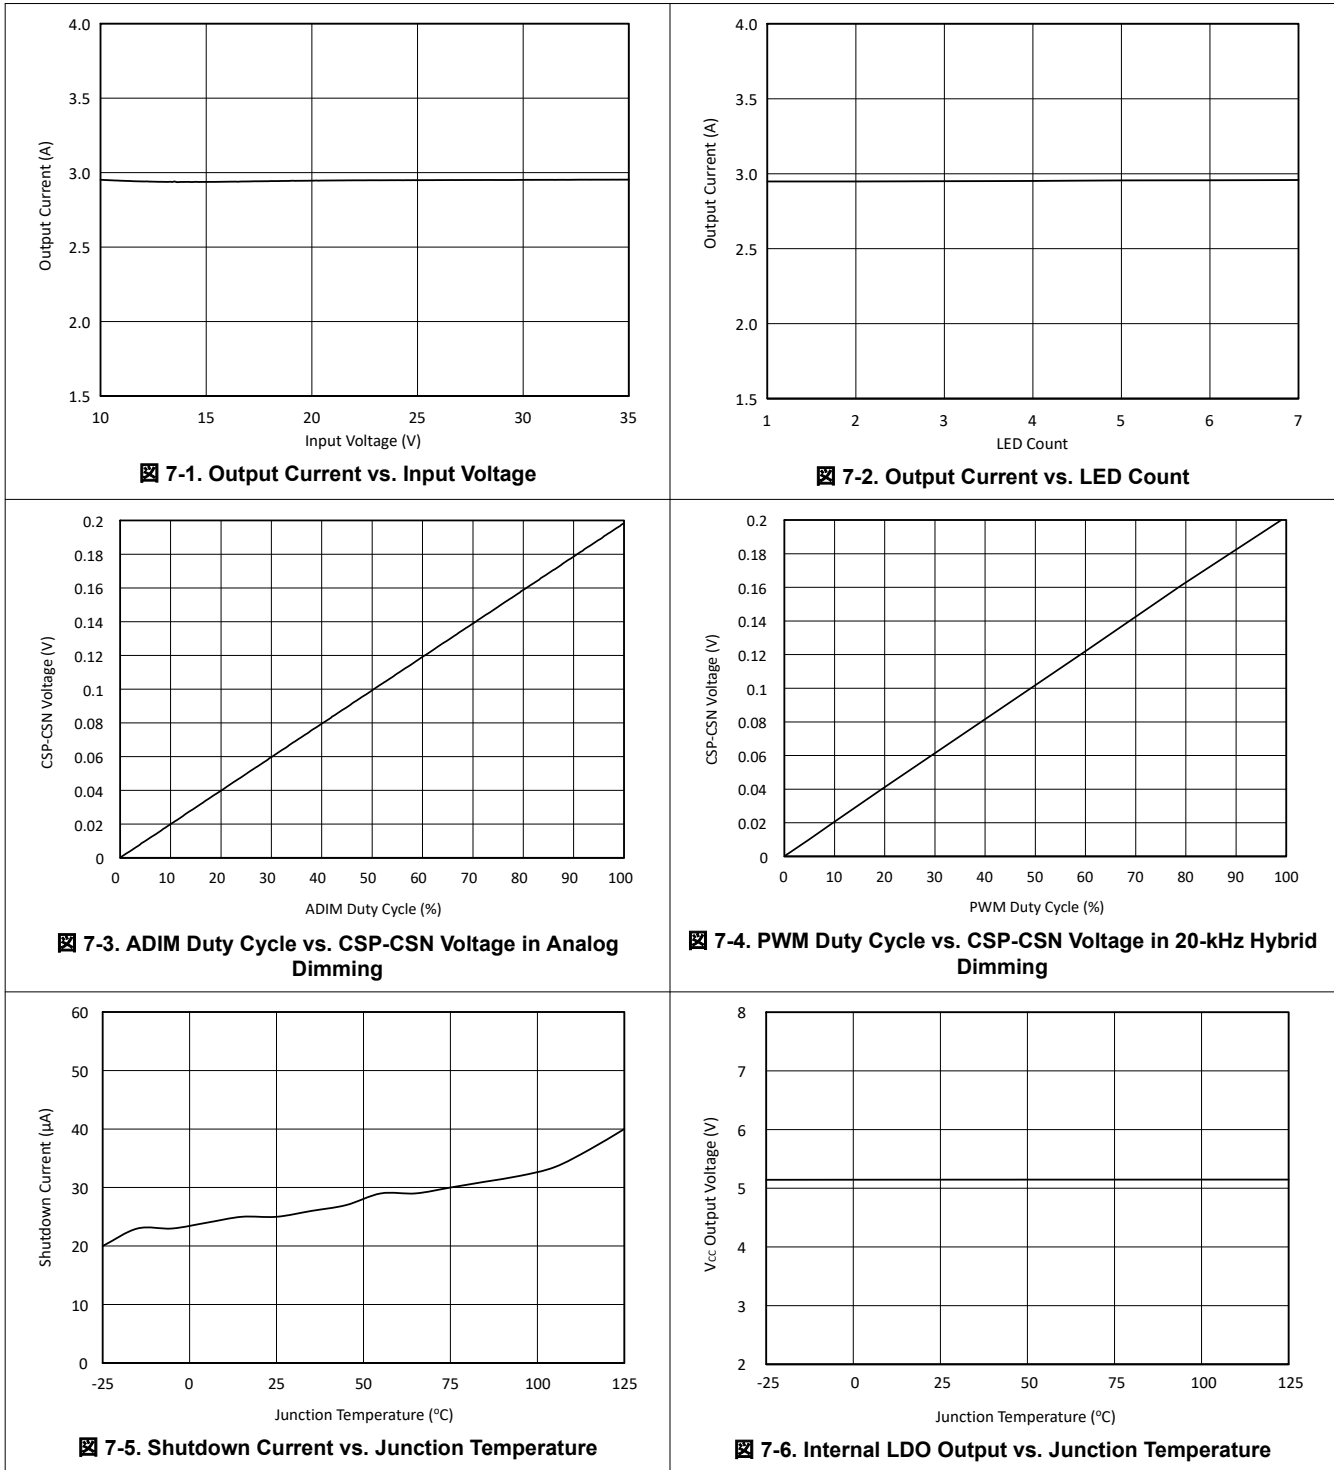 4.0
3.5
3.0
2.5
2.0
1.5
Output Current (A)
10 15 20 25 30 35
Input Voltage (V)
図 7-1. Output Current vs. Input Voltage
4.0
3.5
3.0
2.5
2.0
1.5
Output Current (A)
1 2 3 4 5 6 7
LED Count
図 7-2. Output Current vs. LED Count
0.2
0.18
0.16
0.14
0.12
0.1
0.08
0.06
0.04
0.02
0
CSP-CSN Voltage (V)
0 10 20 30 40 50 60 70 80 90 100
ADIM Duty Cycle (%)
図 7-3. ADIM Duty Cycle vs. CSP-CSN Voltage in Analog
Dimming
0.2
0.18
0.16
0.14
0.12
0.1
0.08
0.06
0.04
0.02
0
CSP-CSN Voltage (V)
0 10 20 30 40 50 60 70 80 90 100
PWM Duty Cycle (%)
図 7-4. PWM Duty Cycle vs. CSP-CSN Voltage in 20-kHz Hybrid
Dimming
60
50
40
30
20
10
0
Shutdown Current (µA)
-25 0 25 50 75 100 125
Junction Temperature (°C)
図 7-5. Shutdown Current vs. Junction Temperature
8
7
6
5
4
3
2
Vcc Output Voltage (V)
-25 0 25 50 75 100 125
Junction Temperature (°C)
図 7-6. Internal LDO Output vs. Junction Temperature